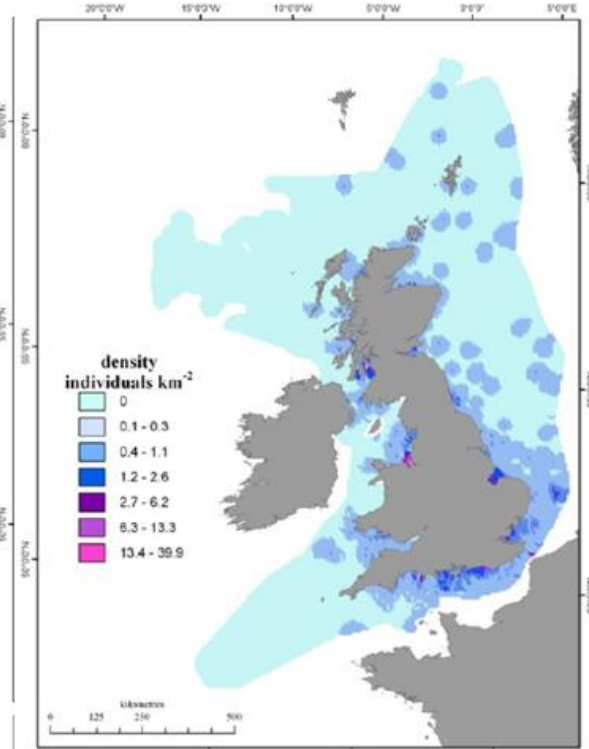 20°0'0"W 15°0'0"W 10°0'0"W 5°0'0"W 0°0'0" 5°0'0"E
density
individuals km-2
0
0.1 - 0.3
0.4 - 1.1
1.2 - 2.6
2.7 - 6.2
6.3 - 13.3
13.4 - 39.9
kilometres
0 125 250 500